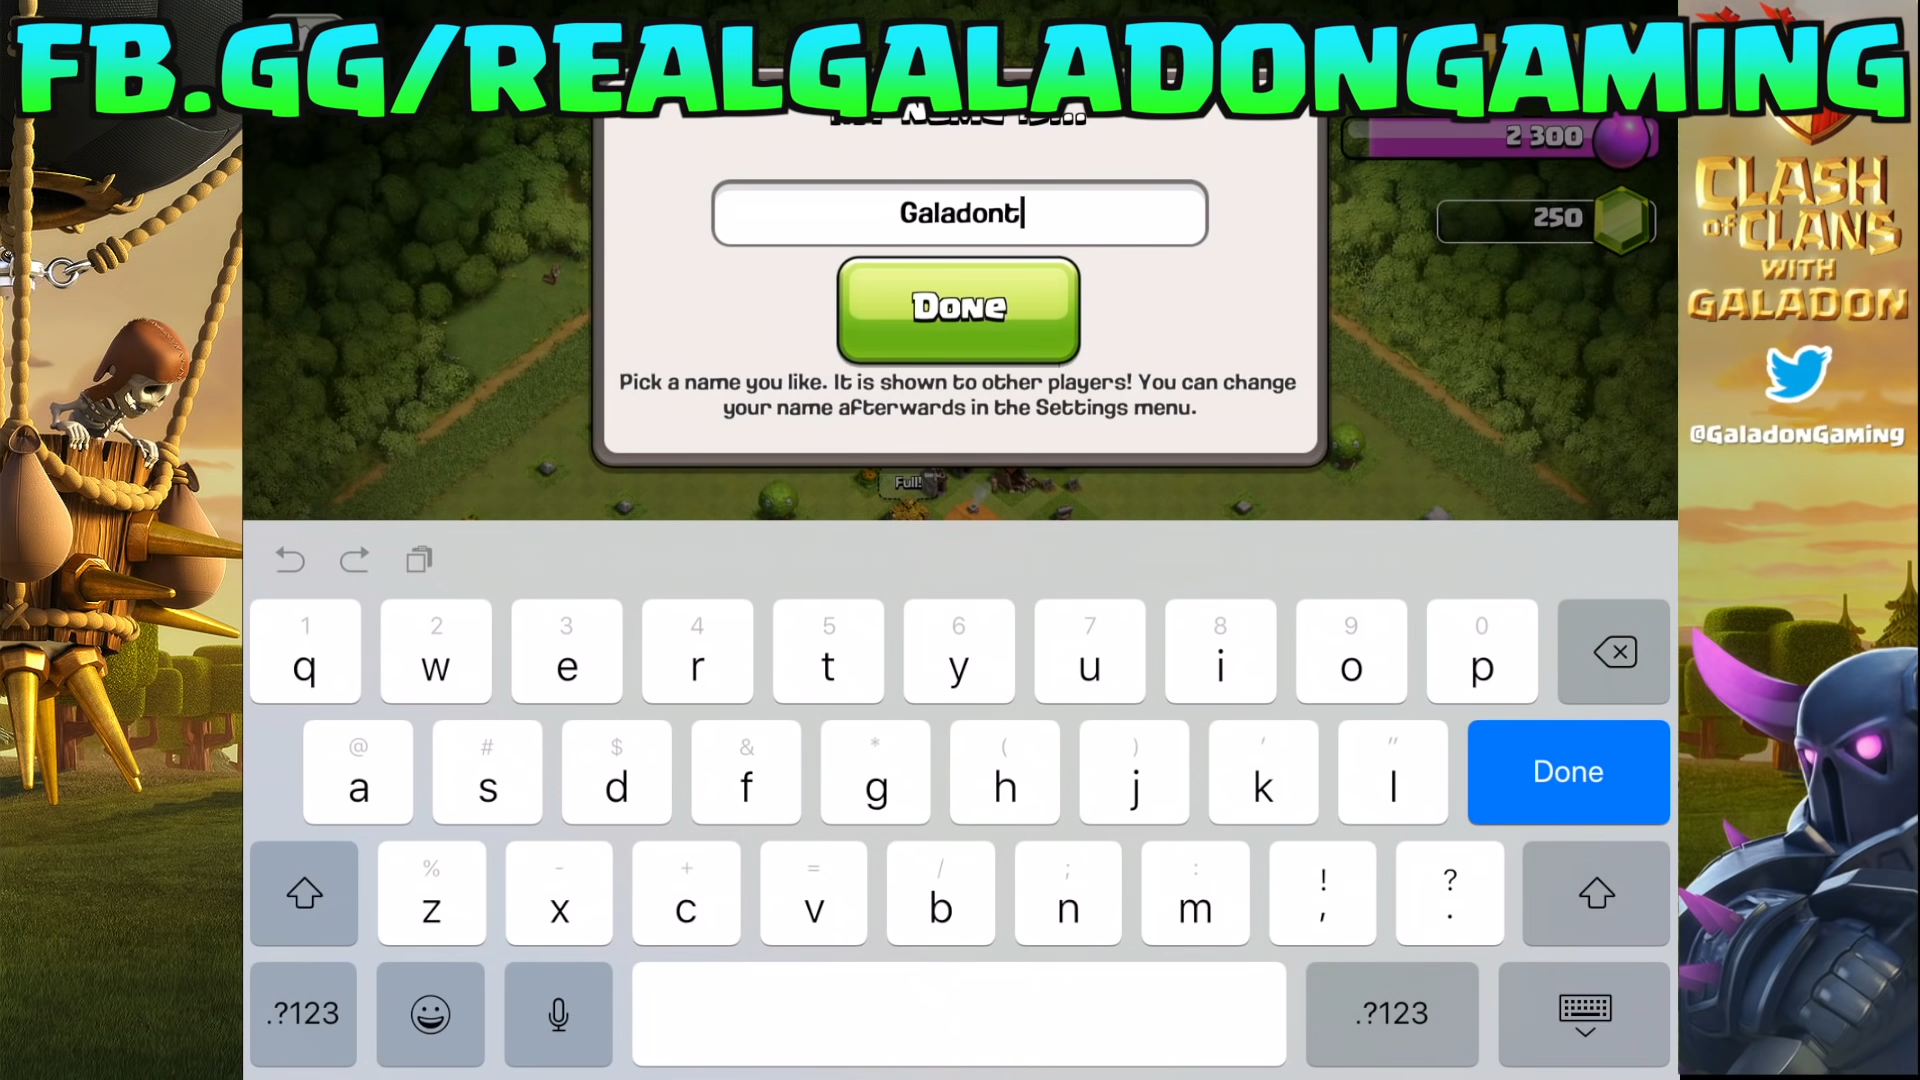 FB.GG/REALGALADONGAMING
2 300
Galadont
250
Done
Pick a name you like. It is shown to other players! You can change
your name afterwards in the Settings menu.
Full!
CLASH
of CLANS
WITH
GALADON
@GaladonGaming
1 2 3 4 5 6 7 8 9 0
q w e r t y u i o p
@ # $ & * ( ) ' "
a s d f g h j k l Done
% - + = / ; : ! ?
z x c v b n m , .
.?123 .?123